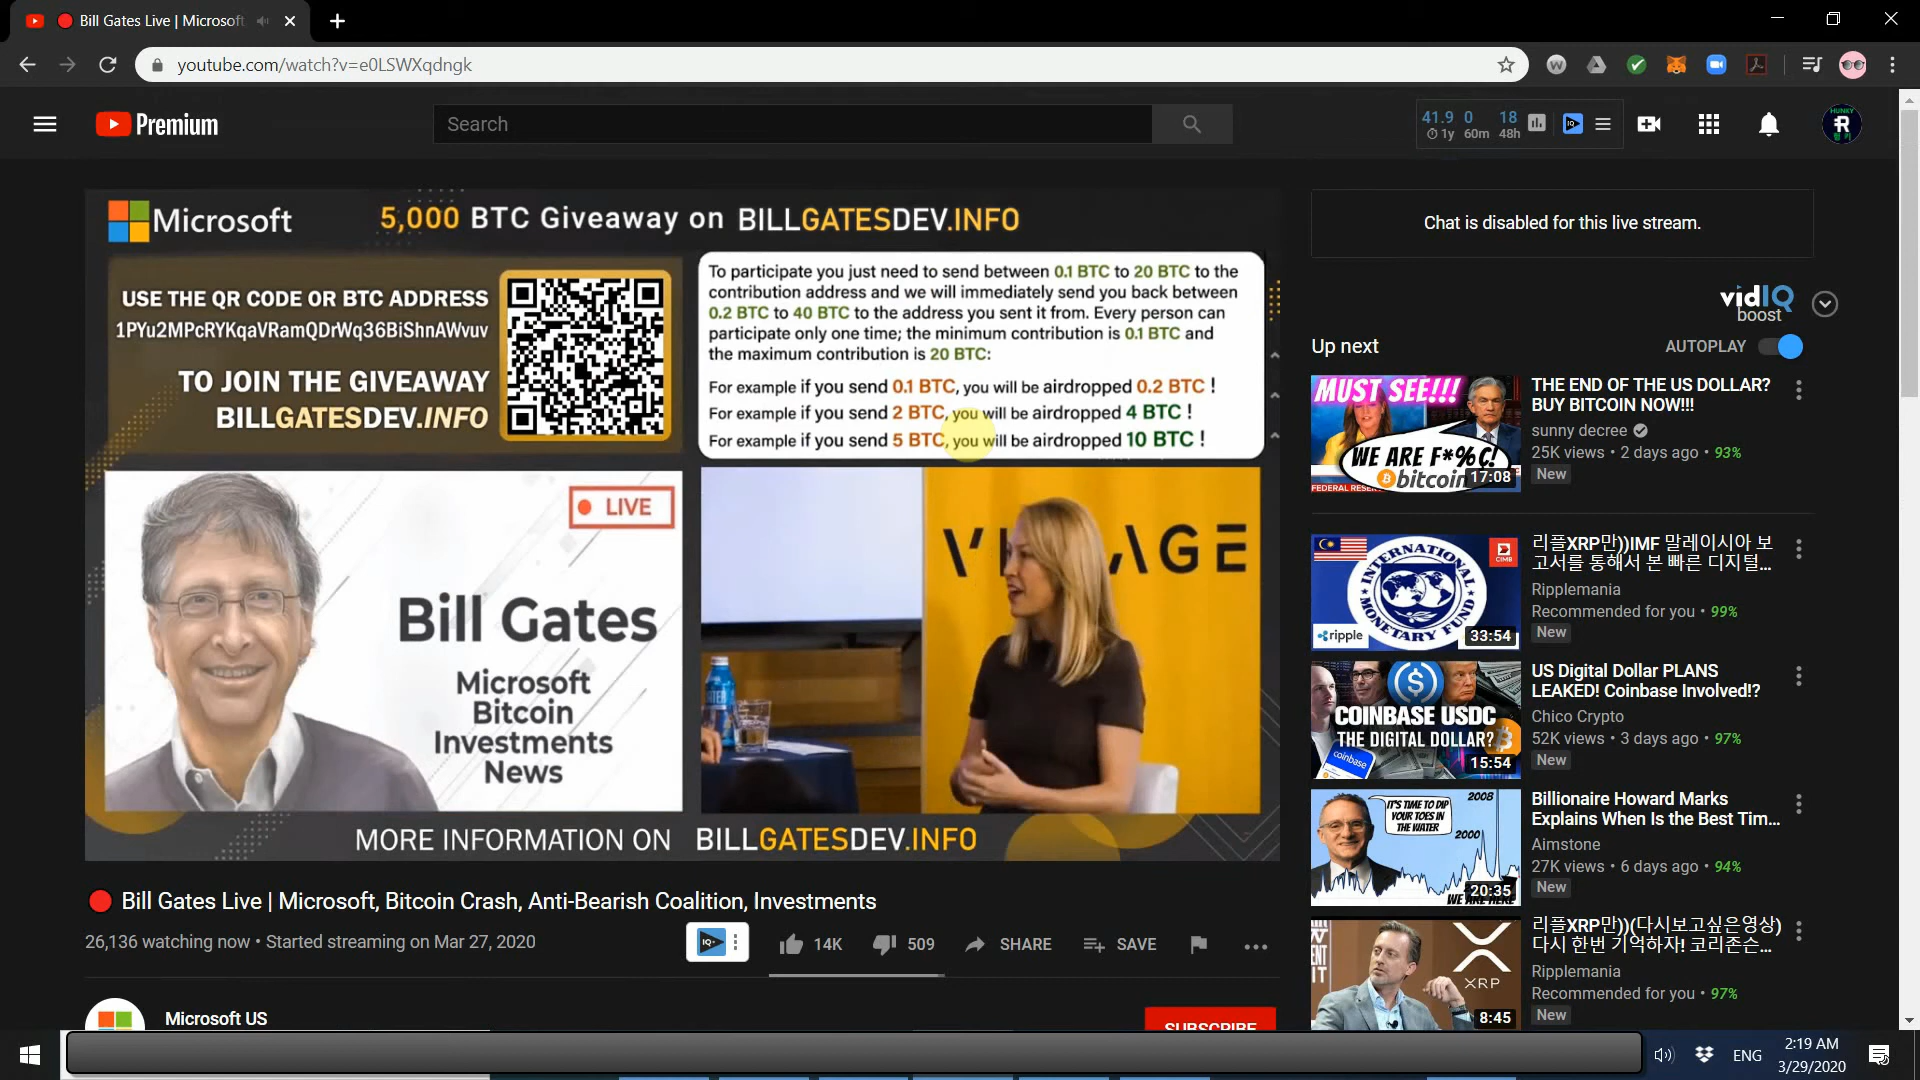 Bill Gates Live | Microsoft
youtube.com/watch?v=e0LSWXqdngk
Premium
Search
41.9 0 18
1y 60m 48h
HUNKY
R
Microsoft
5,000 BTC Giveaway on BILLGATESDEV.INFO
USE THE QR CODE OR BTC ADDRESS
1PYu2MPcRYKqaVRamQDrWq36BiShnAWvuv
TO JOIN THE GIVEAWAY
BILLGATESDEV.INFO
To participate you just need to send between 0.1 BTC to 20 BTC to the
contribution address and we will immediately send you back between
0.2 BTC to 40 BTC to the address you sent it from. Every person can
participate only one time; the minimum contribution is 0.1 BTC and
the maximum contribution is 20 BTC:
For example if you send 0.1 BTC, you will be airdropped 0.2 BTC !
For example if you send 2 BTC, you will be airdropped 4 BTC !
For example if you send 5 BTC, you will be airdropped 10 BTC !
LIVE
Bill Gates
Microsoft
Bitcoin
Investments
News
AGE
MORE INFORMATION ON BILLGATESDEV.INFO
Bill Gates Live | Microsoft, Bitcoin Crash, Anti-Bearish Coalition, Investments
26,136 watching now • Started streaming on Mar 27, 2020
IQ
14K
509
SHARE
SAVE
Microsoft US
SUBSCRIBE
Chat is disabled for this live stream.
vidIQ
boost
Up next
AUTOPLAY
MUST SEE!!!
WE ARE F*%C!
bitcoin
FEDERAL RESE
17:08
THE END OF THE US DOLLAR?
BUY BITCOIN NOW!!!
sunny decree
25K views • 2 days ago • 93%
New
INTERNATIONAL
MONETARY FUND
CIMB
ripple
33:54
리플XRP만))IMF 말레이시아 보
고서를 통해서 본 빠른 디지털...
Ripplemania
Recommended for you • 99%
New
COINBASE USDC
THE DIGITAL DOLLAR?
coinbase
15:54
US Digital Dollar PLANS
LEAKED! Coinbase Involved!?
Chico Crypto
52K views • 3 days ago • 97%
New
IT'S TIME TO DIP
YOUR TOES IN
THE WATER
2008
2000
WE ARE HERE
20:35
Billionaire Howard Marks
Explains When Is the Best Tim...
Aimstone
27K views • 6 days ago • 94%
New
XRP
8:45
리플XRP만))(다시보고싶은영상)
다시 한번 기억하자! 코리존슨...
Ripplemania
Recommended for you • 97%
New
ENG
2:19 AM
3/29/2020